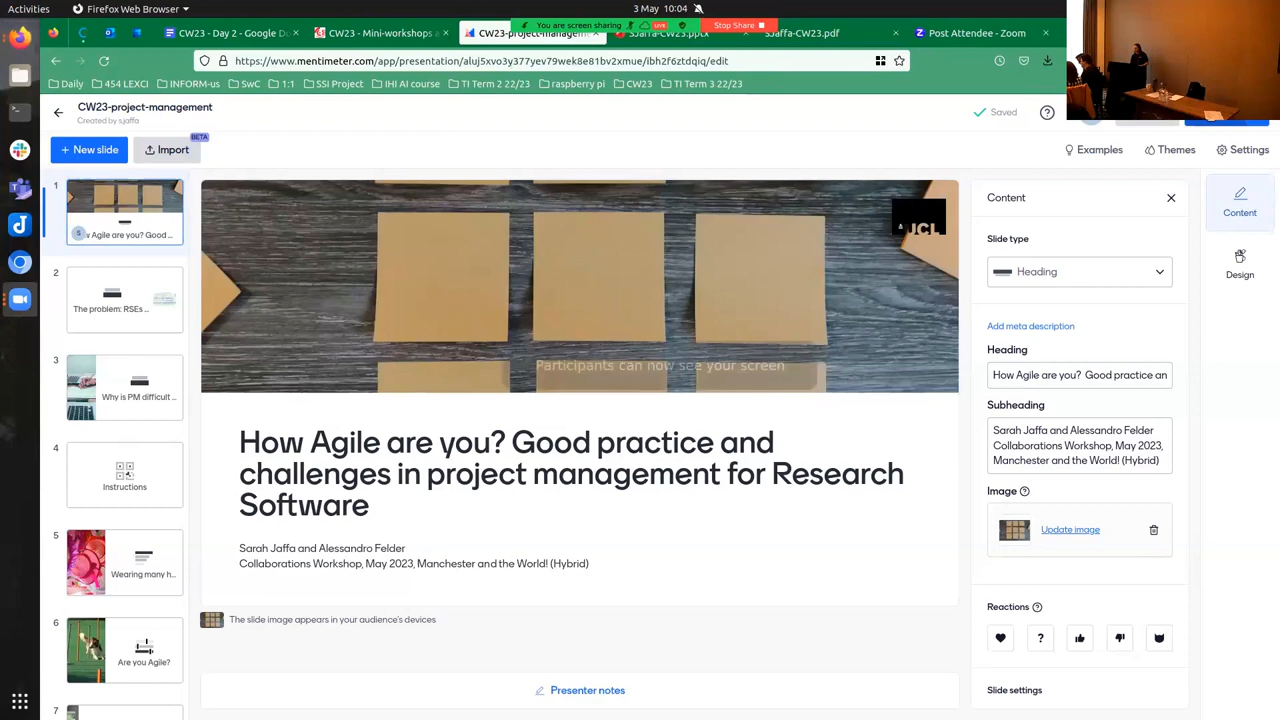 Activities
Firefox Web Browser
3 May 10:04
You are screen sharing
LIVE
Stop Share
CW23 - Day 2 - Google Do
CW23 - Mini-workshops a
CW23-project-manageme
SJaffa-CW23.pptx
SJaffa-CW23.pdf
Post Attendee - Zoom
https://www.mentimeter.com/app/presentation/aluj5xvo3y377yev79wek8e81bv2xmue/ibh2f6ztdqiq/edit
Daily
454 LEXCI
INFORM-us
SwC
1:1
SSI Project
IHI AI course
TI Term 2 22/23
raspberry pi
CW23
TI Term 3 22/23
CW23-project-management
Created by s.jaffa
Saved
New slide
Import
BETA
Examples
Themes
Settings
1
Agile are you? Good ...
2
The problem: RSEs ...
3
Why is PM difficult ...
4
Instructions
5
Wearing many h...
6
Are you Agile?
7
UCL
Participants can now see your screen
How Agile are you? Good practice and
challenges in project management for Research
Software
Sarah Jaffa and Alessandro Felder
Collaborations Workshop, May 2023, Manchester and the World! (Hybrid)
The slide image appears in your audience's devices
Presenter notes
Content
Slide type
Heading
Add meta description
Heading
How Agile are you? Good practice an
Subheading
Sarah Jaffa and Alessandro Felder
Collaborations Workshop, May 2023,
Manchester and the World! (Hybrid)
Image
Update image
Reactions
Slide settings
Content
Design